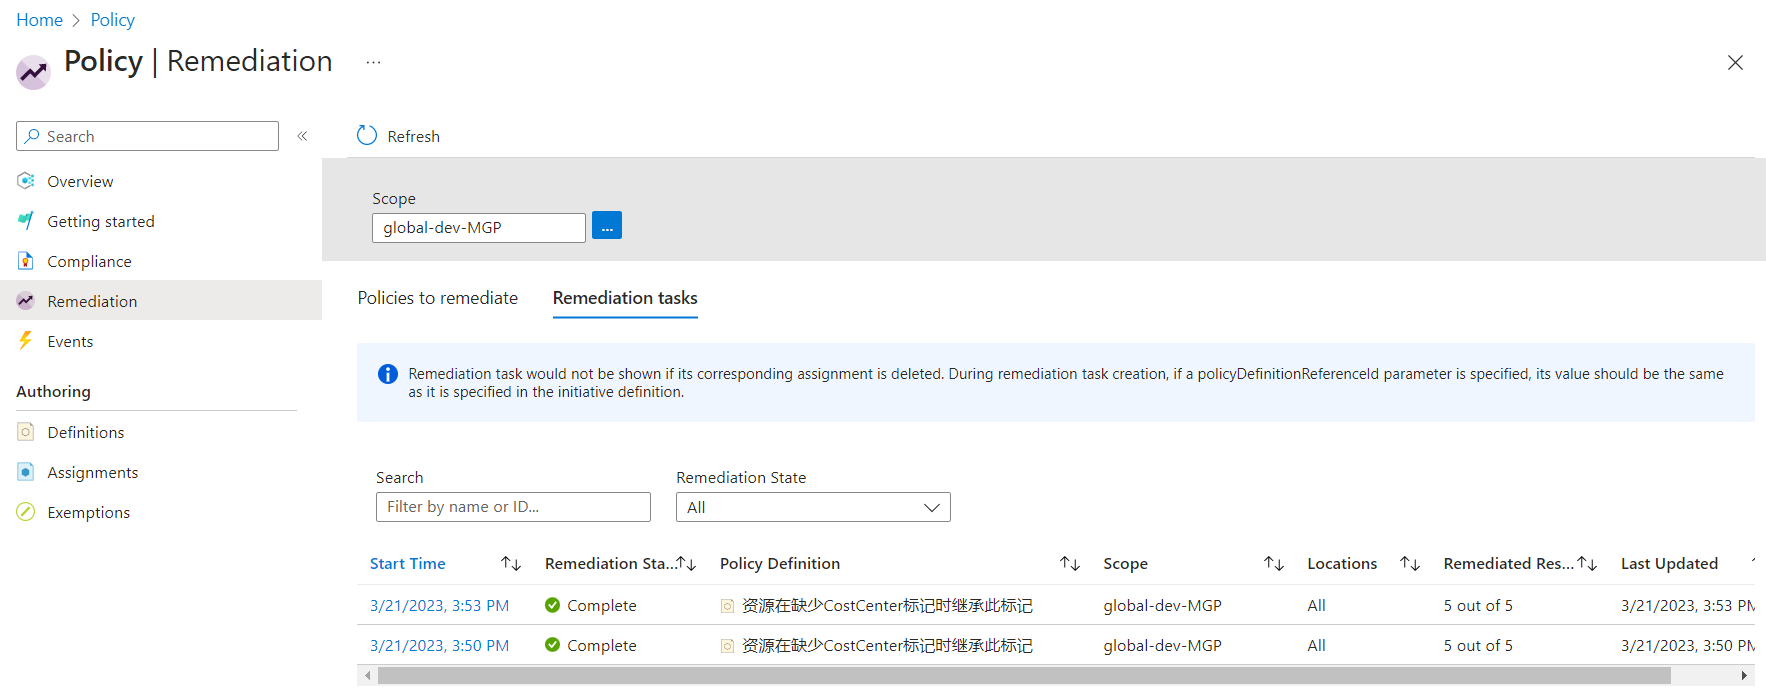 Home > Policy
Policy | Remediation ...
Search «
Refresh
Overview
Getting started
Compliance
Remediation
Events
Authoring
Definitions
Assignments
Exemptions
Scope
global-dev-MGP ...
Policies to remediate Remediation tasks
Remediation task would not be shown if its corresponding assignment is deleted. During remediation task creation, if a policyDefinitionReferenceId parameter is specified, its value should be the same
as it is specified in the initiative definition.
Search Remediation State
Filter by name or ID... All
Start Time ↑↓ Remediation Sta...↑↓ Policy Definition ↑↓ Scope ↑↓ Locations ↑↓ Remediated Res...↑↓ Last Updated
3/21/2023, 3:53 PM Complete 资源在缺少CostCenter标记时继承此标记 global-dev-MGP All 5 out of 5 3/21/2023, 3:53 PM
3/21/2023, 3:50 PM Complete 资源在缺少CostCenter标记时继承此标记 global-dev-MGP All 5 out of 5 3/21/2023, 3:50 PM